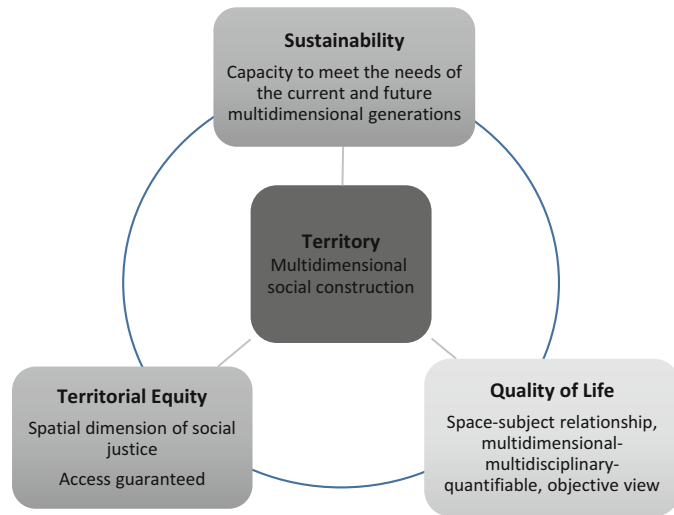 Sustainability
Capacity to meet the needs of
the current and future
multidimensional generations
Territory
Multidimensional
social construction
Territorial Equity
Spatial dimension of social
justice
Access guaranteed
Quality of Life
Space-subject relationship,
multidimensional-
multidisciplinary-
quantifiable, objective view